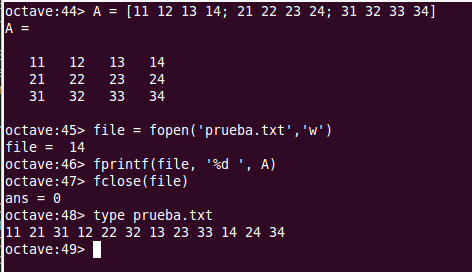 octave:44> A = [11 12 13 14; 21 22 23 24; 31 32 33 34]
A =
11 12 13 14
21 22 23 24
31 32 33 34
octave:45> file = fopen('prueba.txt','w')
file = 14
octave:46> fprintf(file, '%d ', A)
octave:47> fclose(file)
ans = 0
octave:48> type prueba.txt
11 21 31 12 22 32 13 23 33 14 24 34
octave:49>